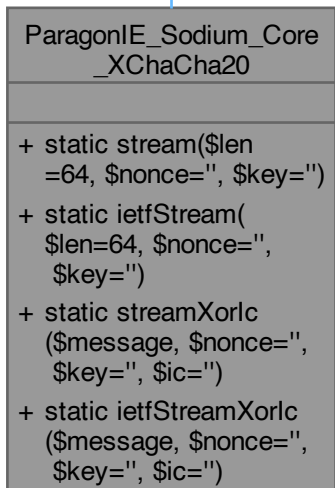 ParagonIE_Sodium_Core
_XChaCha20
+ static stream($len
=64, $nonce='', $key='')
+ static ietfStream(
$len=64, $nonce='',
$key='')
+ static streamXorIc
($message, $nonce='',
$key='', $ic='')
+ static ietfStreamXorIc
($message, $nonce='',
$key='', $ic='')